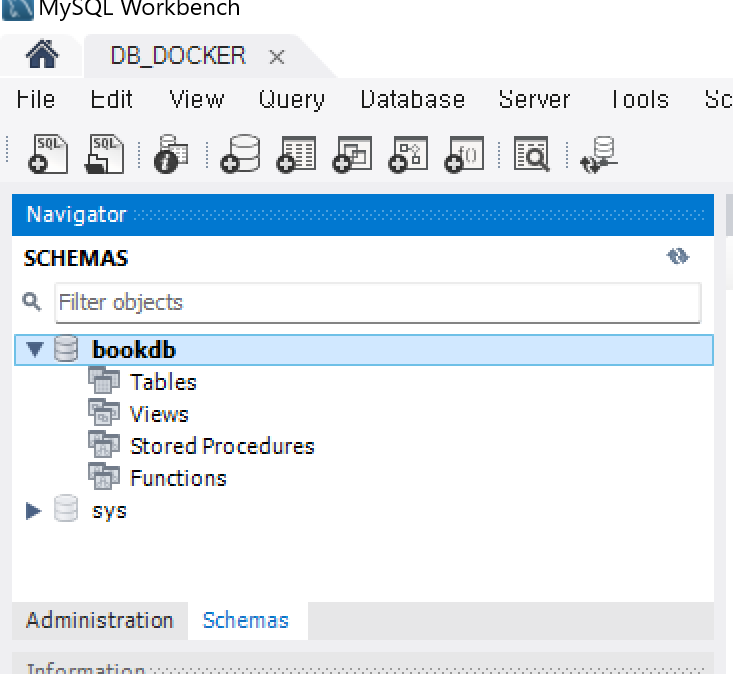 MySQL Workbench
DB_DOCKER
File Edit View Query Database Server Tools Sc
SQL SQL f()
Navigator
SCHEMAS
Filter objects
bookdb
Tables
Views
Stored Procedures
Functions
sys
Administration Schemas
Information